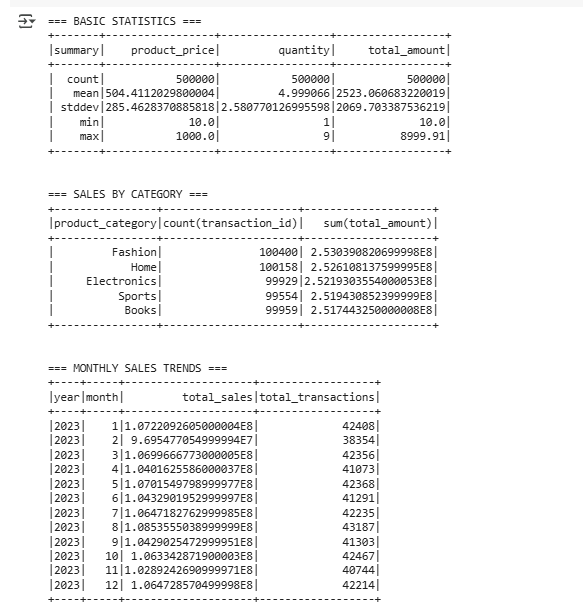 === BASIC STATISTICS ===
+-------+-----------------+-----------------+-----------------+
|summary|    product_price|         quantity|     total_amount|
+-------+-----------------+-----------------+-----------------+
|  count|           500000|           500000|           500000|
|   mean|504.4112029800004|         4.999066|2523.060683220019|
| stddev|285.4628370885818|2.580770126995598|2069.703387536219|
|    min|             10.0|                1|             10.0|
|    max|           1000.0|                9|          8999.91|
+-------+-----------------+-----------------+-----------------+
=== SALES BY CATEGORY ===
+----------------+---------------------+--------------------+
|product_category|count(transaction_id)|   sum(total_amount)|
+----------------+---------------------+--------------------+
|         Fashion|               100400| 2.530390820699998E8|
|            Home|               100158| 2.526108137599995E8|
|     Electronics|                99929|2.5219303554000053E8|
|          Sports|                99554| 2.519430852399999E8|
|           Books|                99959| 2.517443250000008E8|
+----------------+---------------------+--------------------+
=== MONTHLY SALES TRENDS ===
+----+-----+--------------------+------------------+
|year|month|         total_sales|total_transactions|
+----+-----+--------------------+------------------+
|2023|    1|1.0722092605000004E8|             42408|
|2023|    2| 9.695477054999994E7|             38354|
|2023|    3|1.0699666773000005E8|             42356|
|2023|    4|1.0401625586000037E8|             41073|
|2023|    5|1.0701549798999977E8|             42368|
|2023|    6|1.0432901952999997E8|             41291|
|2023|    7|1.0647182762999985E8|             42235|
|2023|    8|1.0853555038999999E8|             43187|
|2023|    9|1.0429025472999951E8|             41303|
|2023|   10| 1.063342871900003E8|             42467|
|2023|   11|1.0289242690999971E8|             40744|
|2023|   12| 1.064728570499998E8|             42214|
+----+-----+--------------------+------------------+